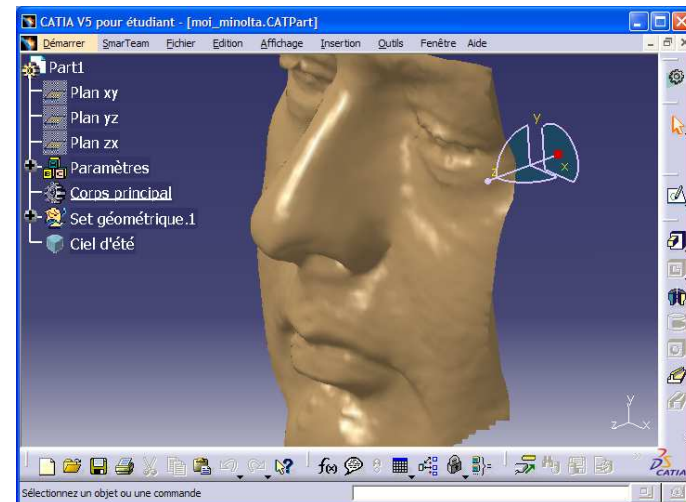 CATIA V5 pour étudiant - [moi_minolta.CATPart]
Démarrer SmarTeam Fichier Edition Affichage Insertion Outils Fenêtre Aide
Part1
Plan xy
Plan yz
Plan zx
Paramètres
Corps principal
Set géométrique.1
Ciel d'été
y
z
x
y
z
x
f(x)
CATIA
Sélectionnez un objet ou une commande